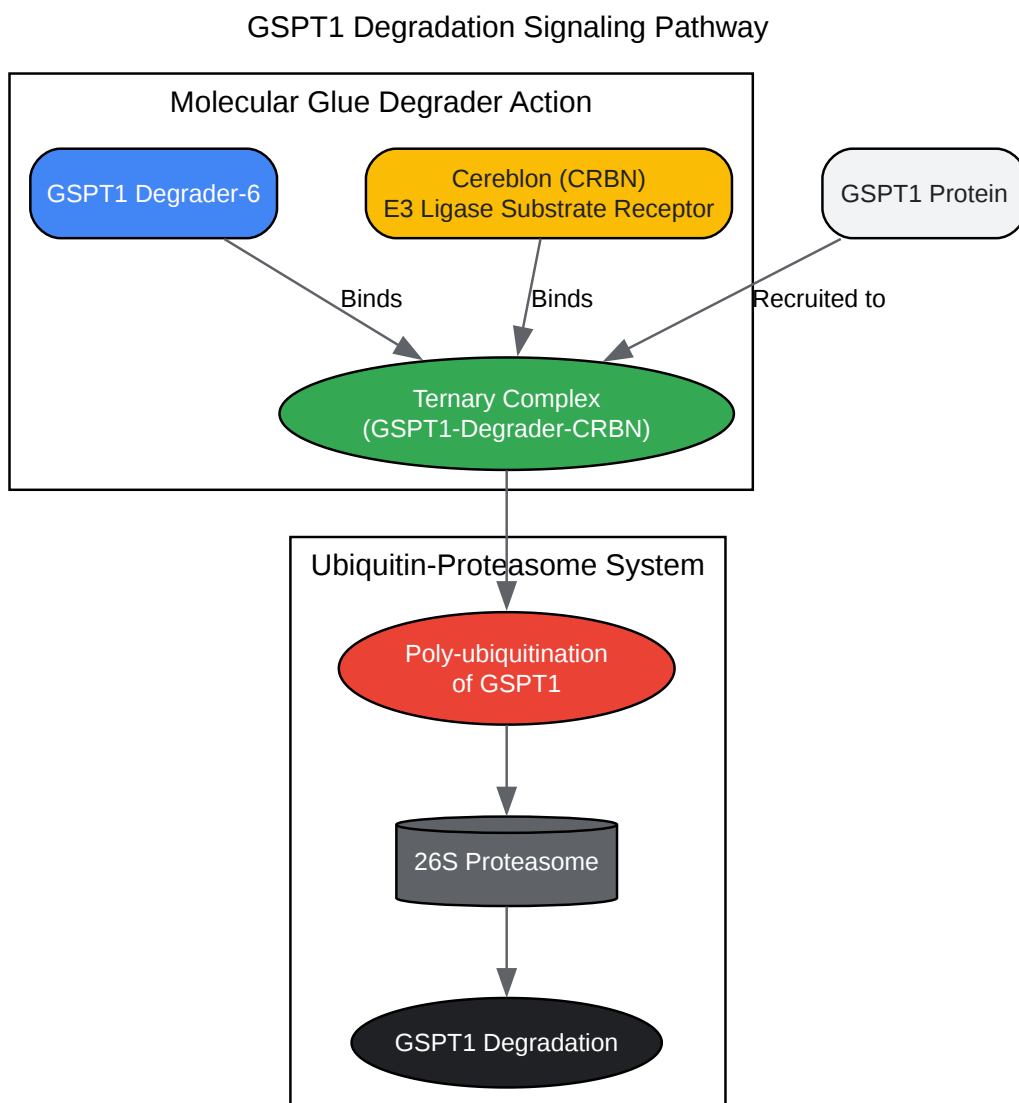 GSPT1 Degradation Signaling Pathway
Molecular Glue Degrader Action
GSPT1 Degrader-6
Cereblon (CRBN)
E3 Ligase Substrate Receptor
GSPT1 Protein
Binds
Binds
Recruited to
Ternary Complex
(GSPT1-Degrader-CRBN)
Ubiquitin-Proteasome System
Poly-ubiquitination
of GSPT1
26S Proteasome
GSPT1 Degradation